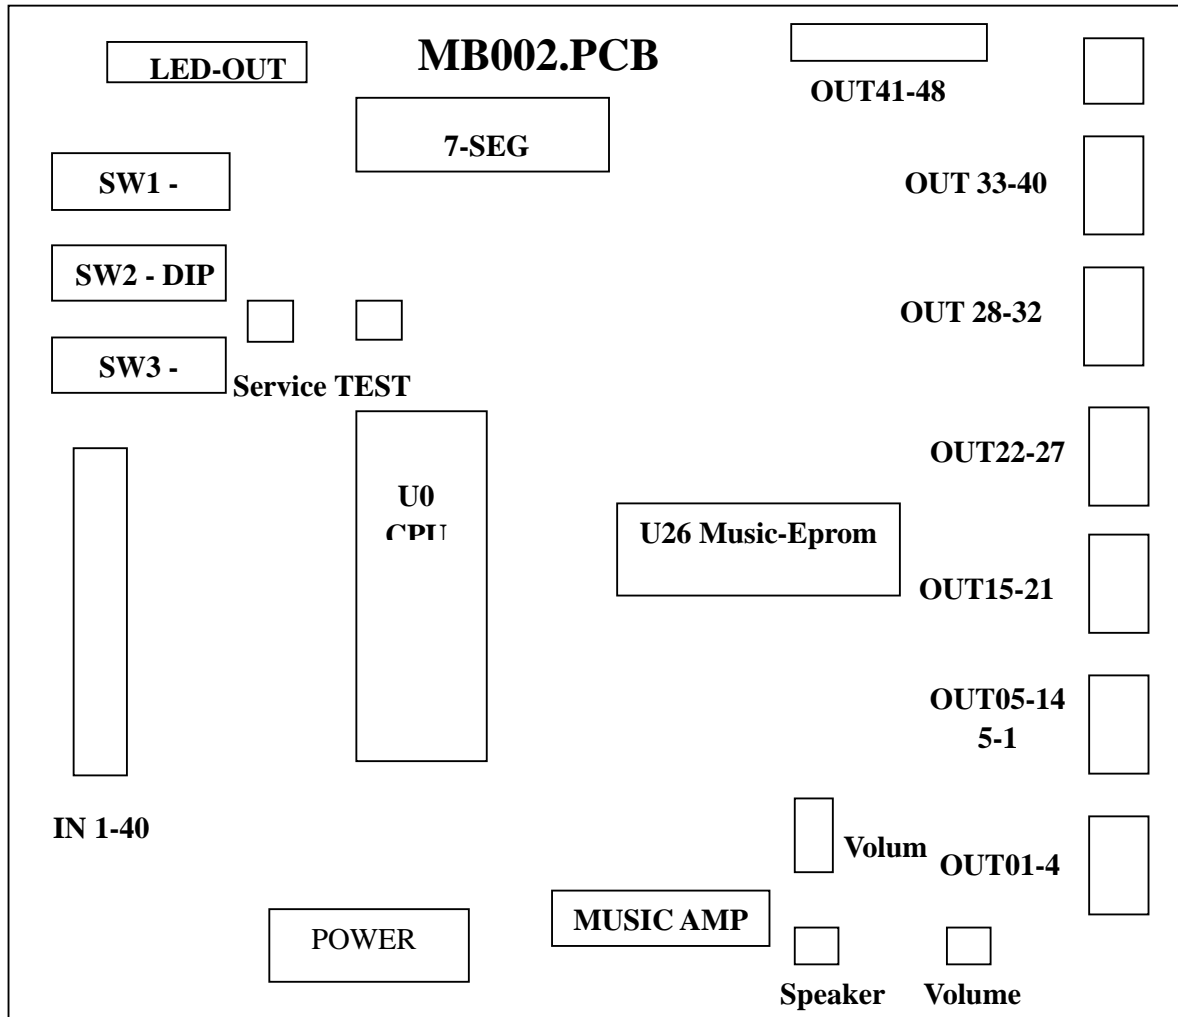 MB002.PCB
LED-OUT
OUT41-48
7-SEG
SW1 -
OUT 33-40
SW2 - DIP
OUT 28-32
SW3 -
Service TEST
OUT22-27
U0
CPU
U26 Music-Eprom
OUT15-21
OUT05-14
5-1
IN 1-40
Volum
OUT01-4
MUSIC AMP
POWER
Speaker
Volume